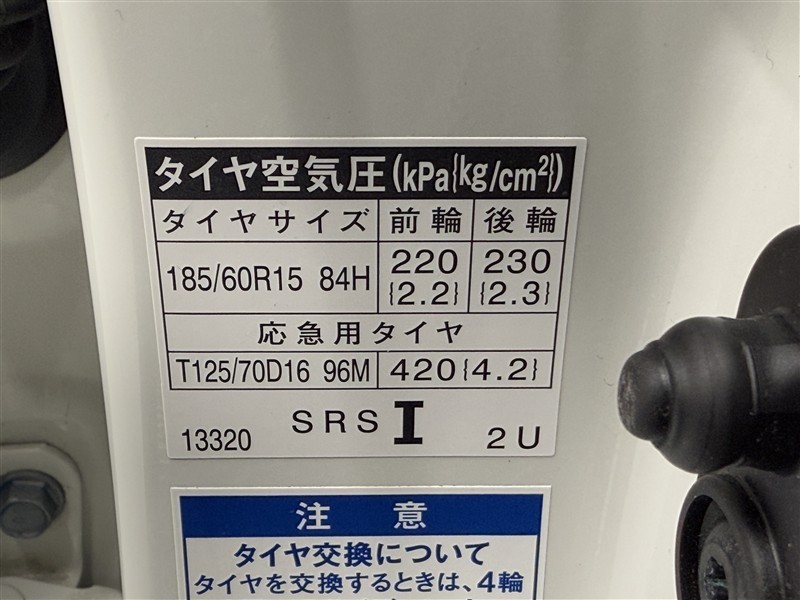 タイヤ空気圧(kPa{kg/cm²})
タイヤサイズ 前輪 後輪
185/60R15 84H 220 {2.2} 230 {2.3}
応急用タイヤ
T125/70D16 96M 420{4.2}
13320 SRS I 2U
注意
タイヤ交換について
タイヤを交換するときは、4輪